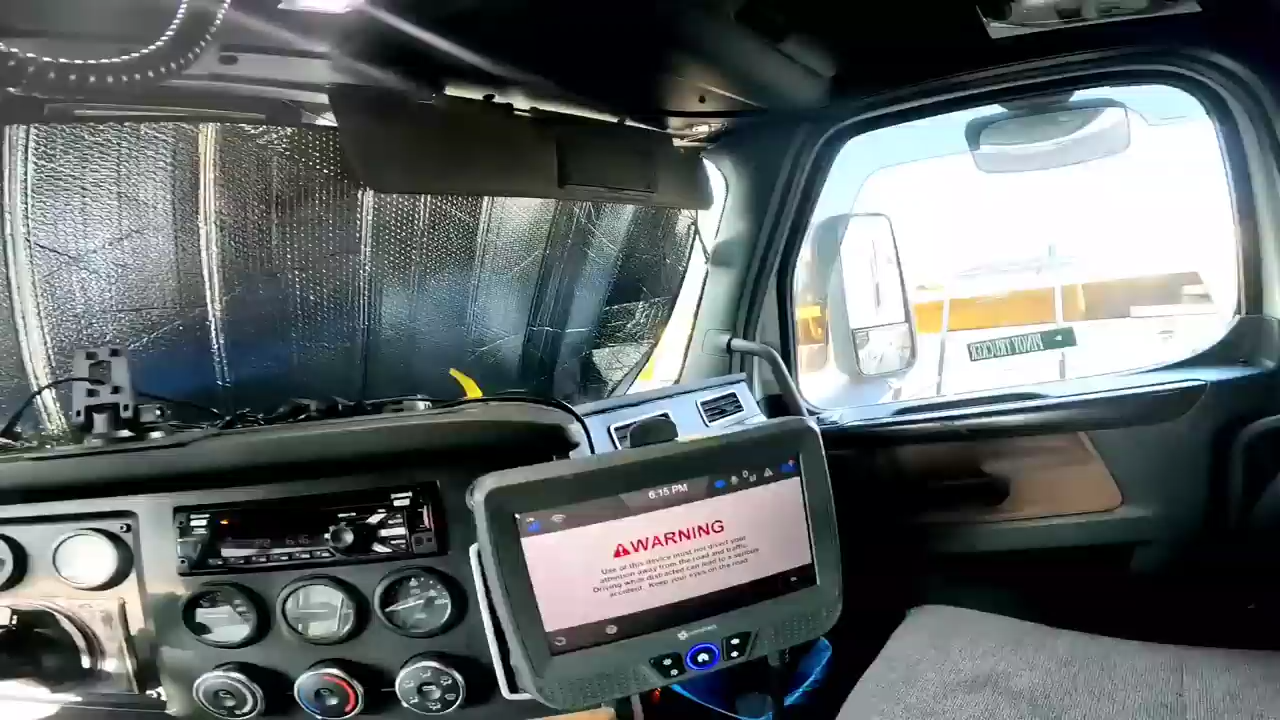 PINOY TRUCKER
6:15 PM
WARNING
Use of this device must not divert your
attention away from the road and traffic.
Driving while distracted can lead to a serious
accident. Keep your eyes on the road.